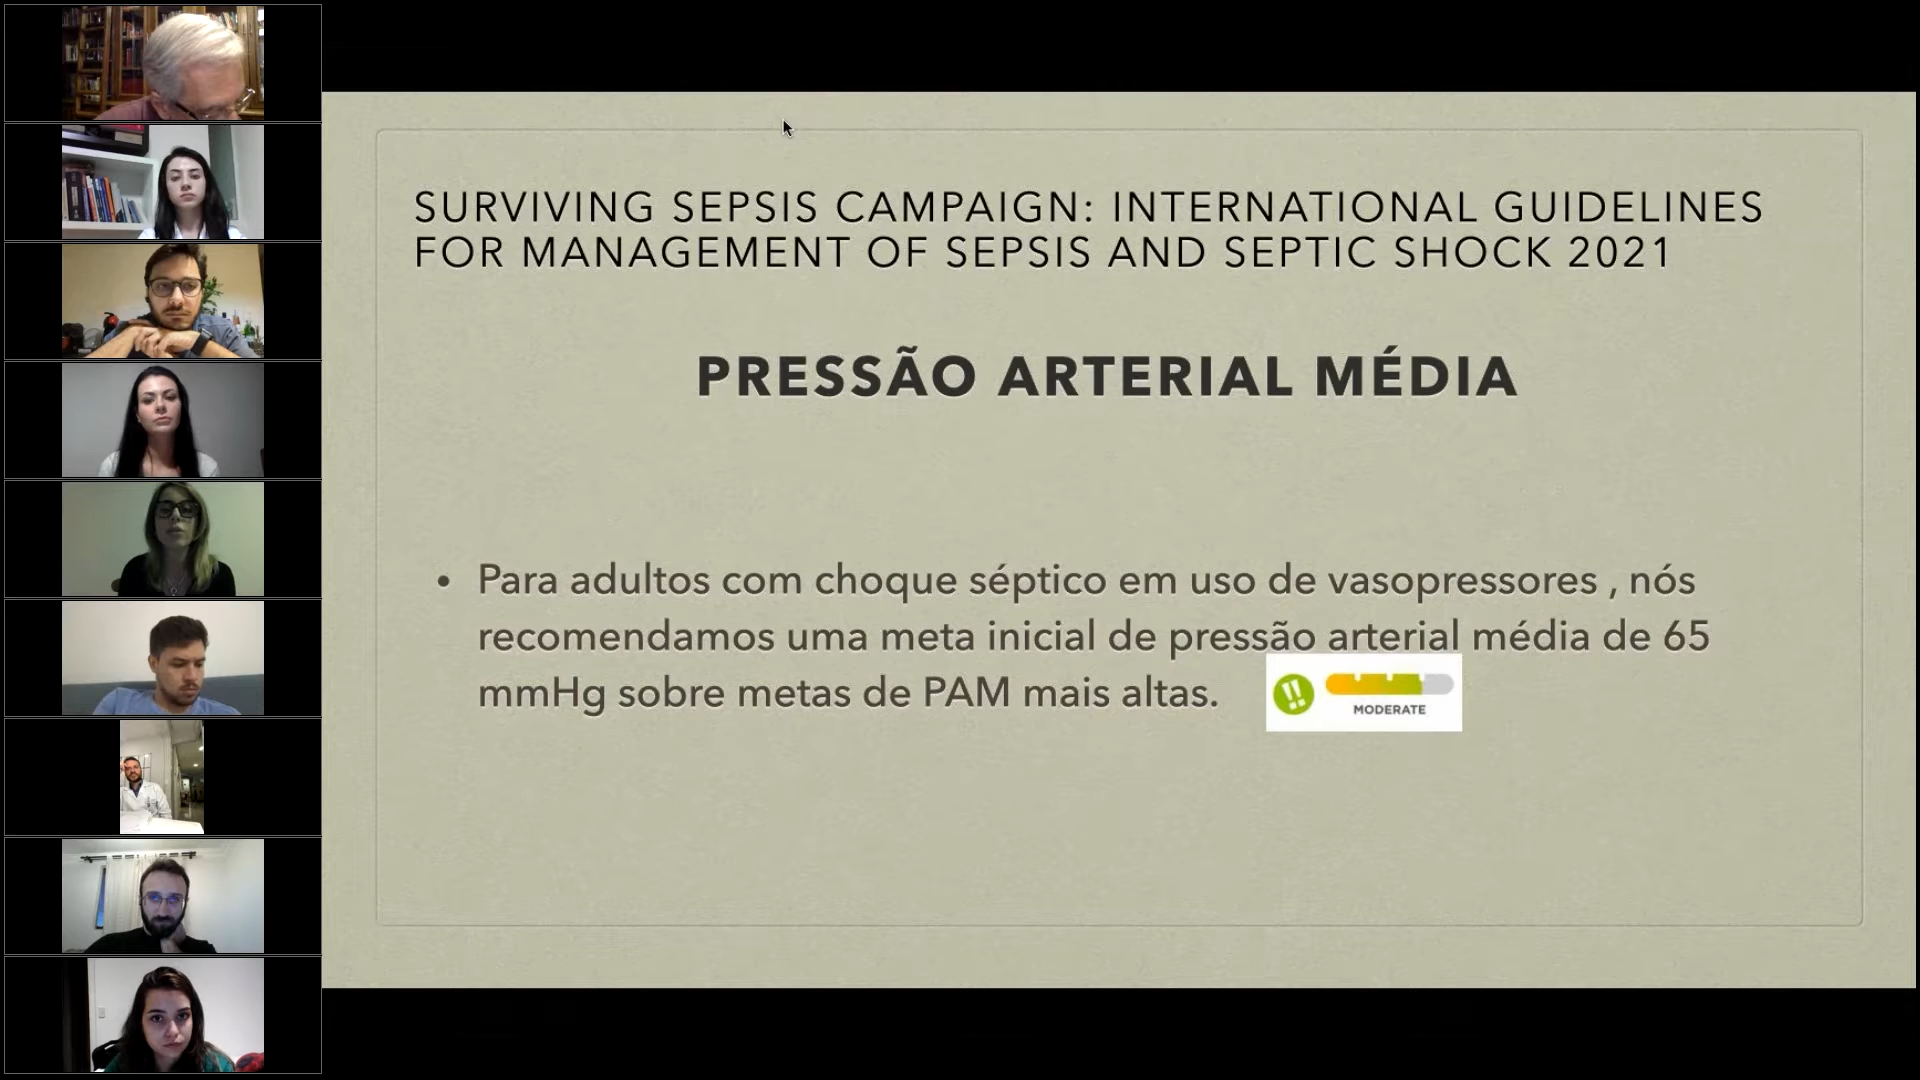 SURVIVING SEPSIS CAMPAIGN: INTERNATIONAL GUIDELINES
FOR MANAGEMENT OF SEPSIS AND SEPTIC SHOCK 2021
PRESSÃO ARTERIAL MÉDIA
• Para adultos com choque séptico em uso de vasopressores , nós
recomendamos uma meta inicial de pressão arterial média de 65
mmHg sobre metas de PAM mais altas.
!!
MODERATE